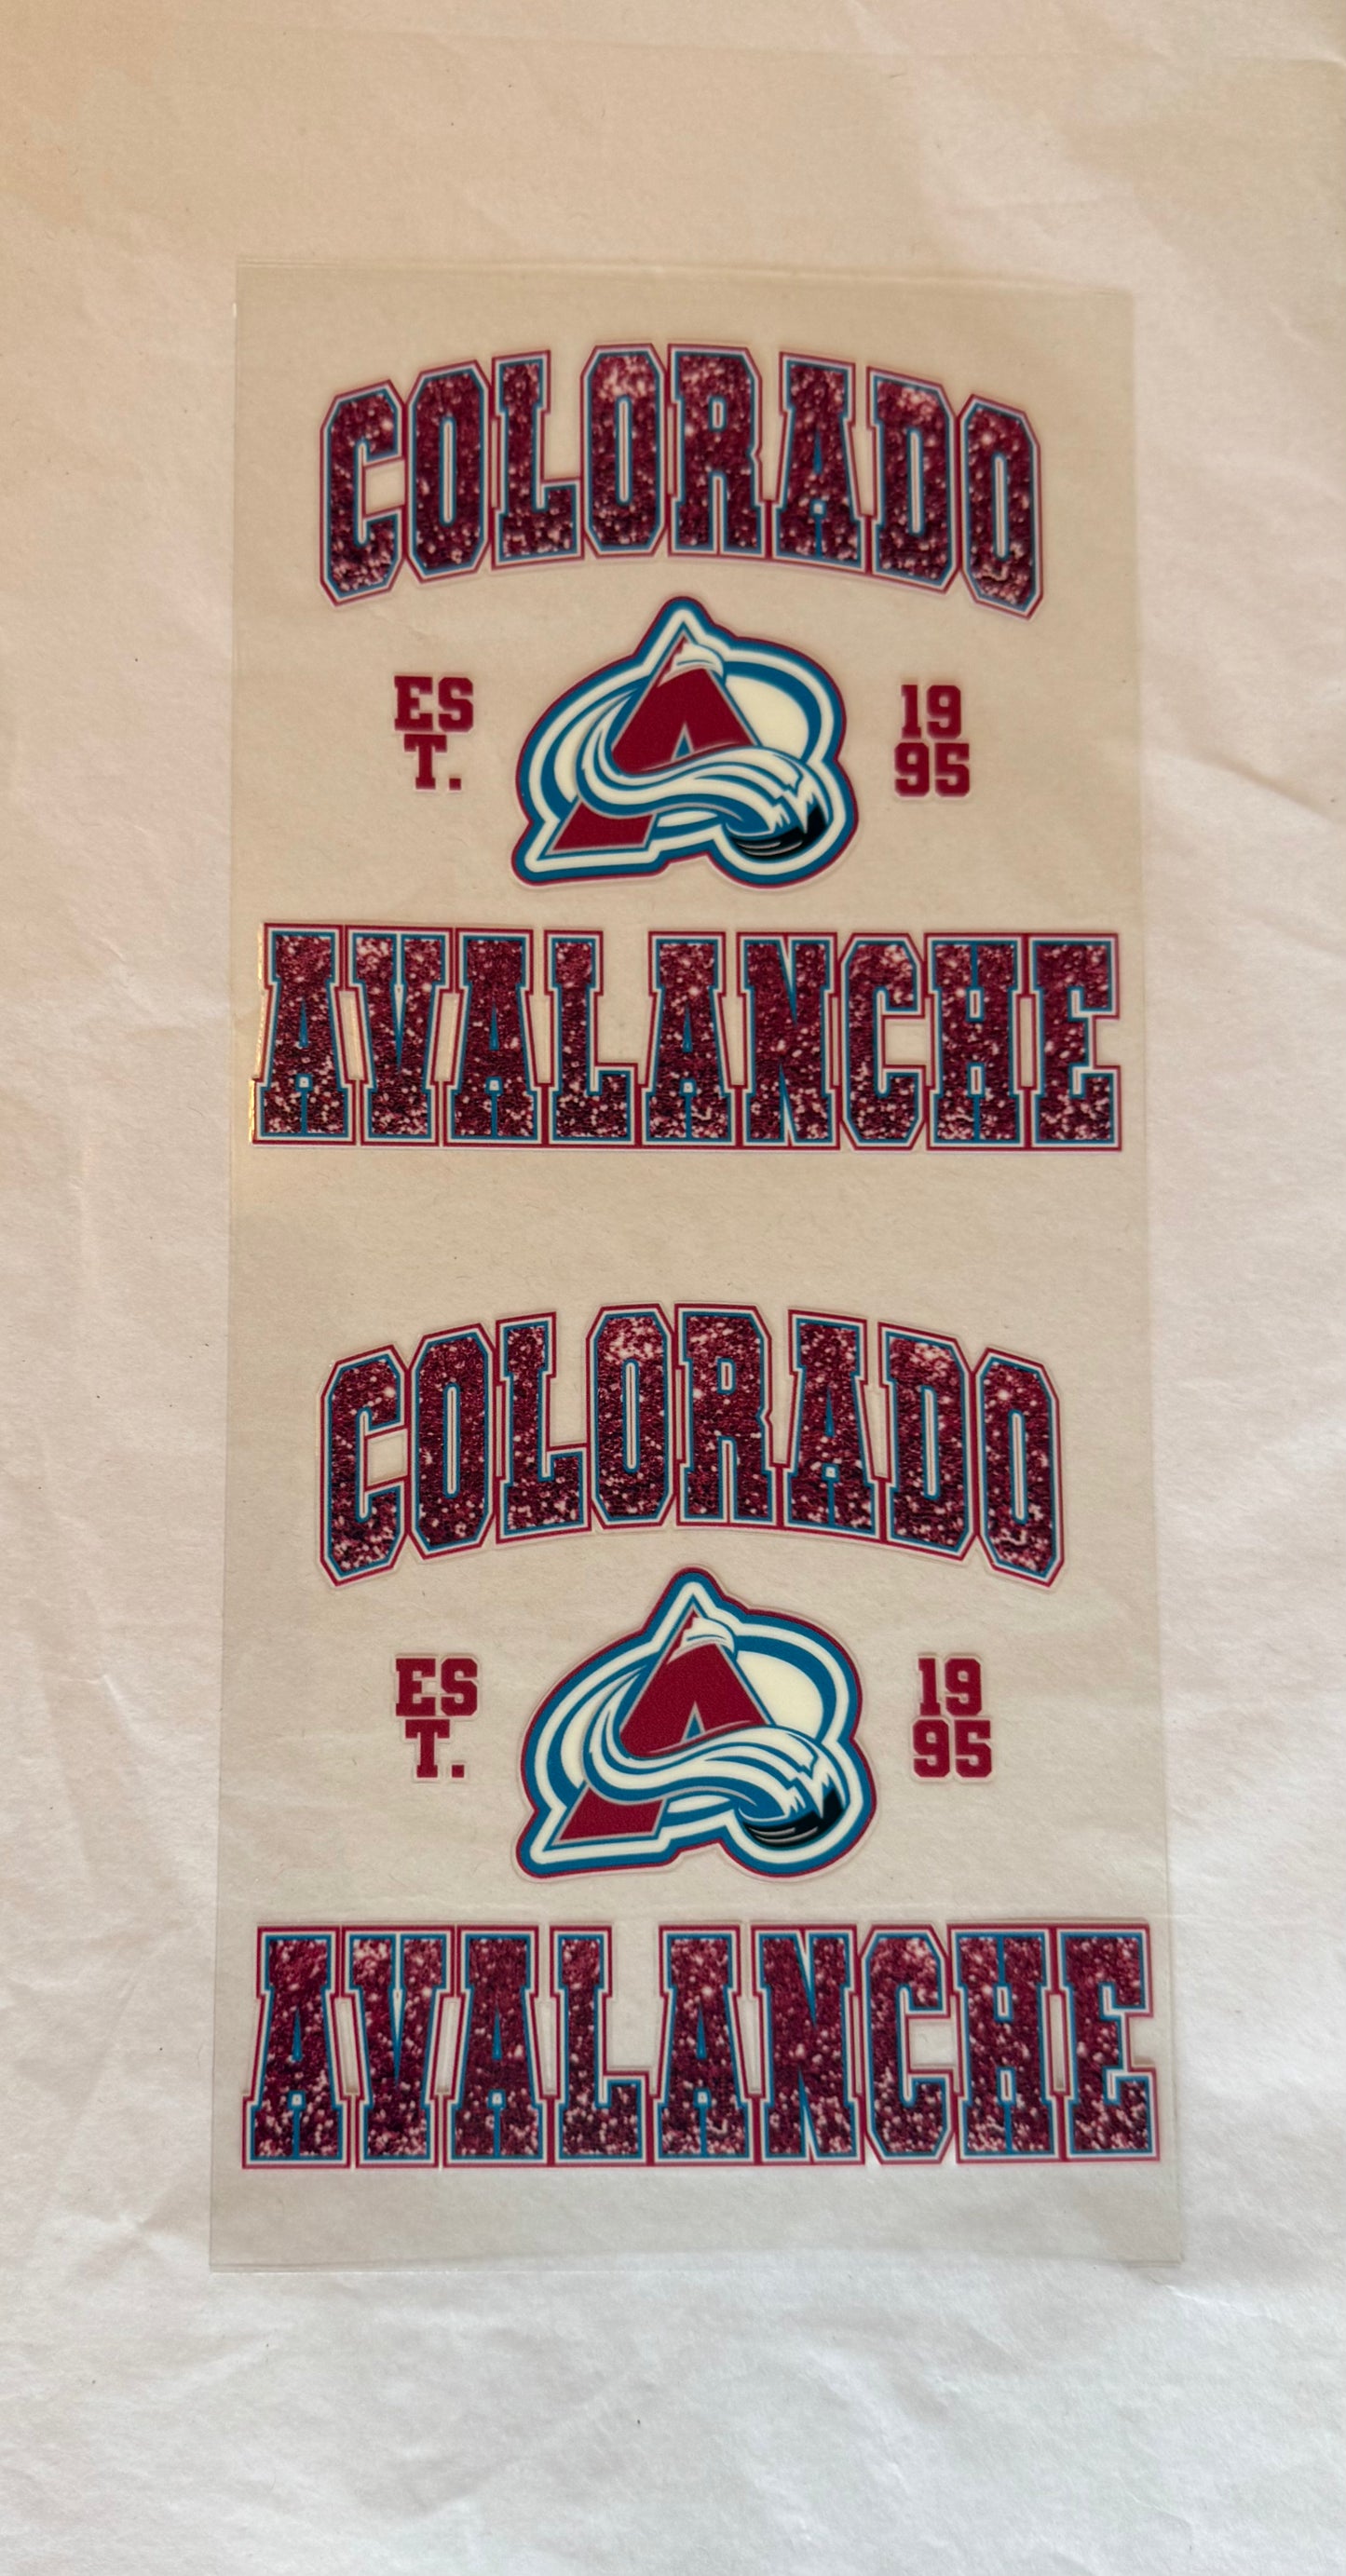 COLORADO
ES 19
T. 95
AVALANCHE
COLORADO
ES 19
T. 95
AVALANCHE